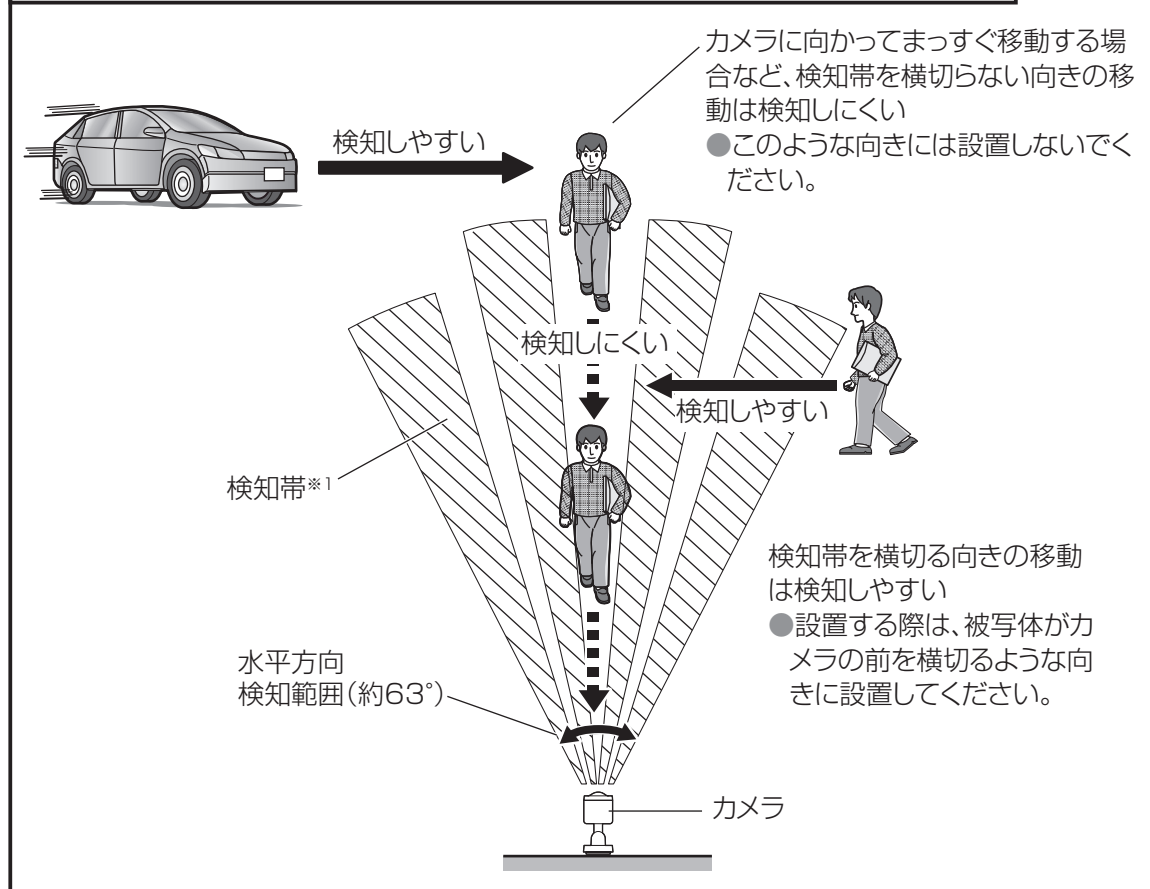 カメラに向かってまっすぐ移動する場
合など、検知帯を横切らない向きの移
動は検知しにくい
●このような向きには設置しないでく
ださい。
検知しやすい
検知しにくい
検知しやすい
検知帯※1
検知帯を横切る向きの移動
は検知しやすい
●設置する際は、被写体がカ
メラの前を横切るような向
きに設置してください。
水平方向
検知範囲(約63°)
カメラ